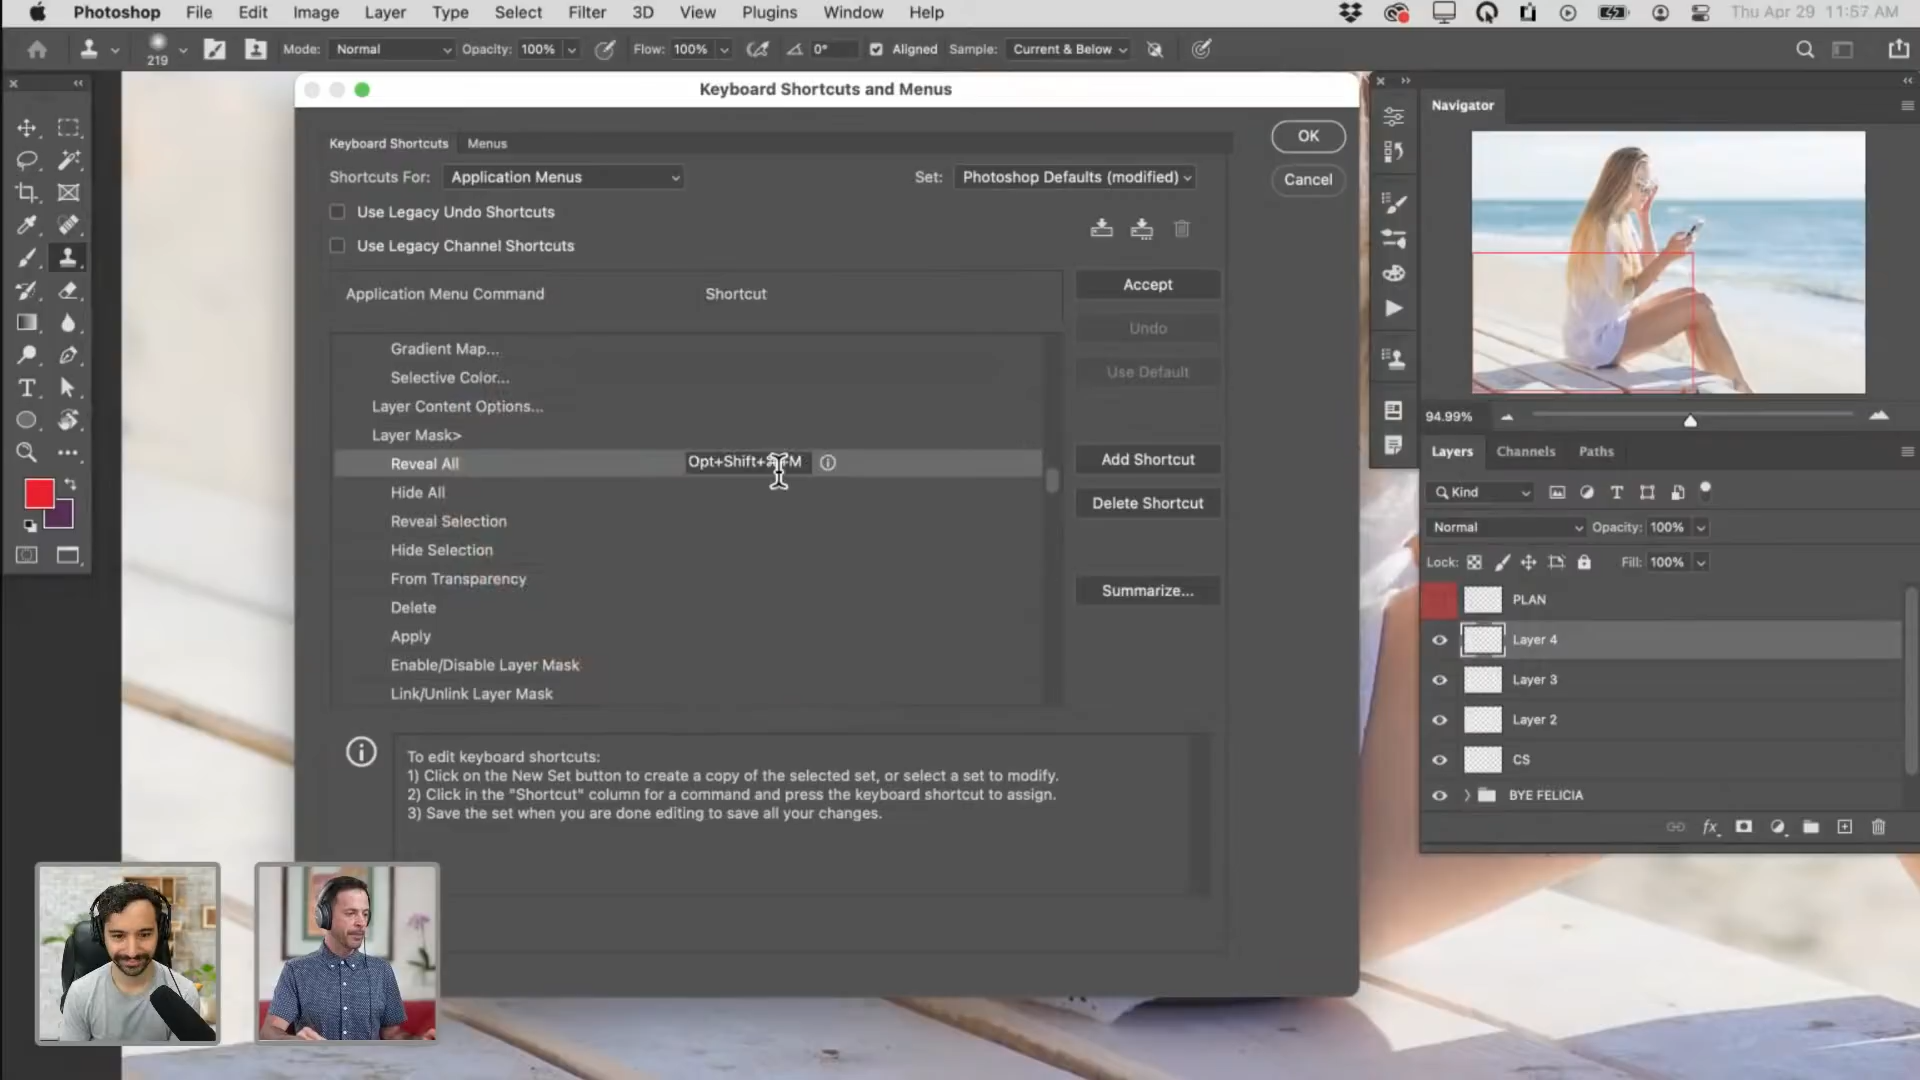 Photoshop File Edit Image Layer Type Select Filter 3D View Plugins Window Help Thu Apr 29 11:57 AM
219 Mode: Normal Opacity: 100% Flow: 100% 0° Aligned Sample: Current & Below
Keyboard Shortcuts and Menus
Keyboard Shortcuts Menus
OK
Shortcuts For: Application Menus Set: Photoshop Defaults (modified)
Cancel
Use Legacy Undo Shortcuts
Use Legacy Channel Shortcuts
Application Menu Command Shortcut
Accept
Undo
Use Default
Add Shortcut
Delete Shortcut
Summarize...
Gradient Map...
Selective Color...
Layer Content Options...
Layer Mask>
Reveal All Opt+Shift+
Hide All
Reveal Selection
Hide Selection
From Transparency
Delete
Apply
Enable/Disable Layer Mask
Link/Unlink Layer Mask
To edit keyboard shortcuts:
1) Click on the New Set button to create a copy of the selected set, or select a set to modify.
2) Click in the "Shortcut" column for a command and press the keyboard shortcut to assign.
3) Save the set when you are done editing to save all your changes.
Navigator
94.99%
Layers Channels Paths
Kind
Normal Opacity: 100%
Lock: Fill: 100%
PLAN
Layer 4
Layer 3
Layer 2
CS
BYE FELICIA
fx